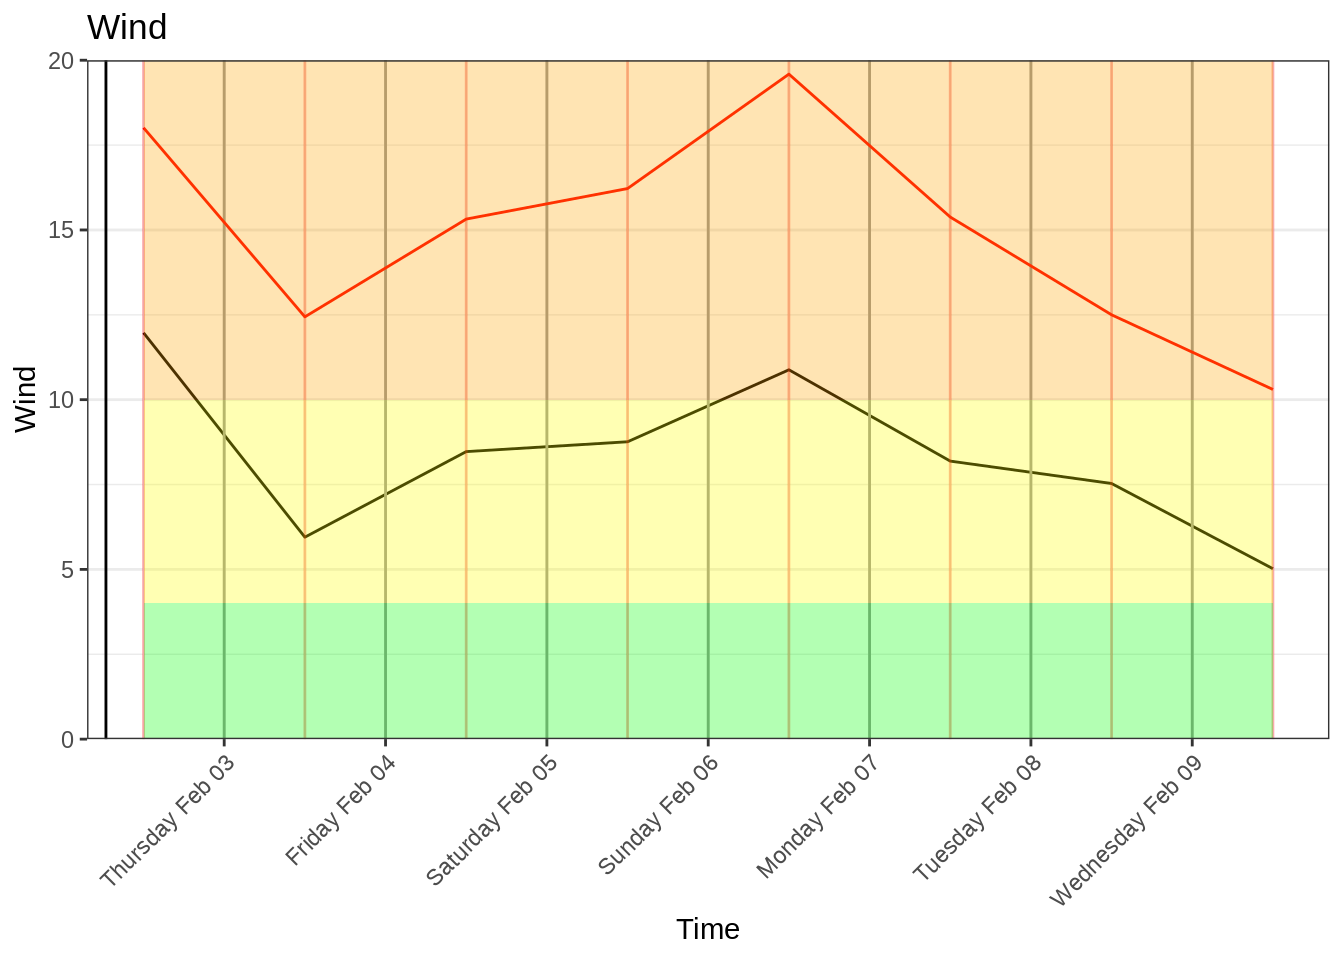 Wind
20
15
10
5
0
Wind
Thursday Feb 03
Friday Feb 04
Saturday Feb 05
Sunday Feb 06
Monday Feb 07
Tuesday Feb 08
Wednesday Feb 09
Time